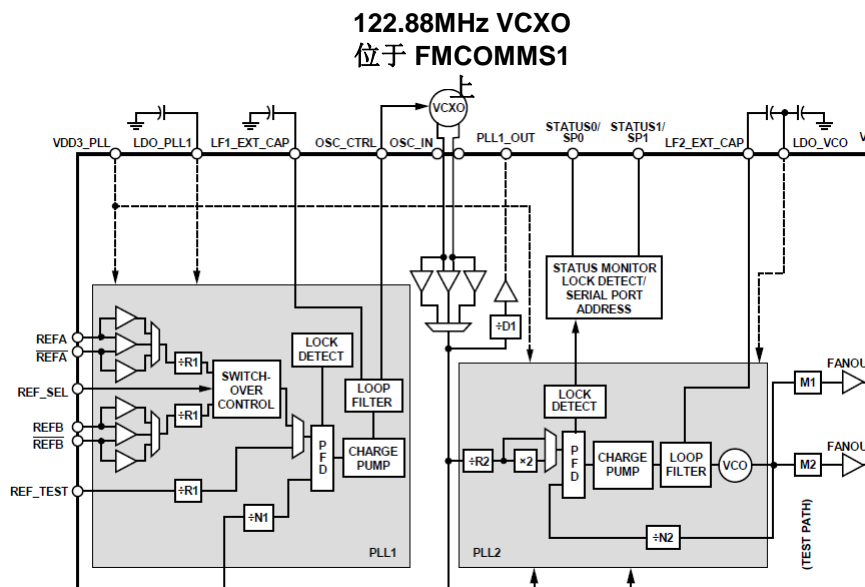 122.88MHz VCXO
位于 FMCOMMS1
上
VCXO
VDD3_PLL
LDO_PLL1
LF1_EXT_CAP
OSC_CTRL
OSC_IN
PLL1_OUT
STATUS0/
SP0
STATUS1/
SP1
LF2_EXT_CAP
LDO_VCO
V
STATUS MONITOR
LOCK DETECT/
SERIAL PORT
ADDRESS
÷D1
REFA
REFA
REF_SEL
REFB
REFB
REF_TEST
÷R1
÷R1
÷R1
SWITCH-
OVER
CONTROL
LOCK
DETECT
PFD
LOOP
FILTER
CHARGE
PUMP
÷N1
PLL1
LOCK
DETECT
÷R2
×2
PFD
CHARGE
PUMP
LOOP
FILTER
VCO
÷N2
PLL2
M1
FANOU
M2
FANOU
(TEST PATH)